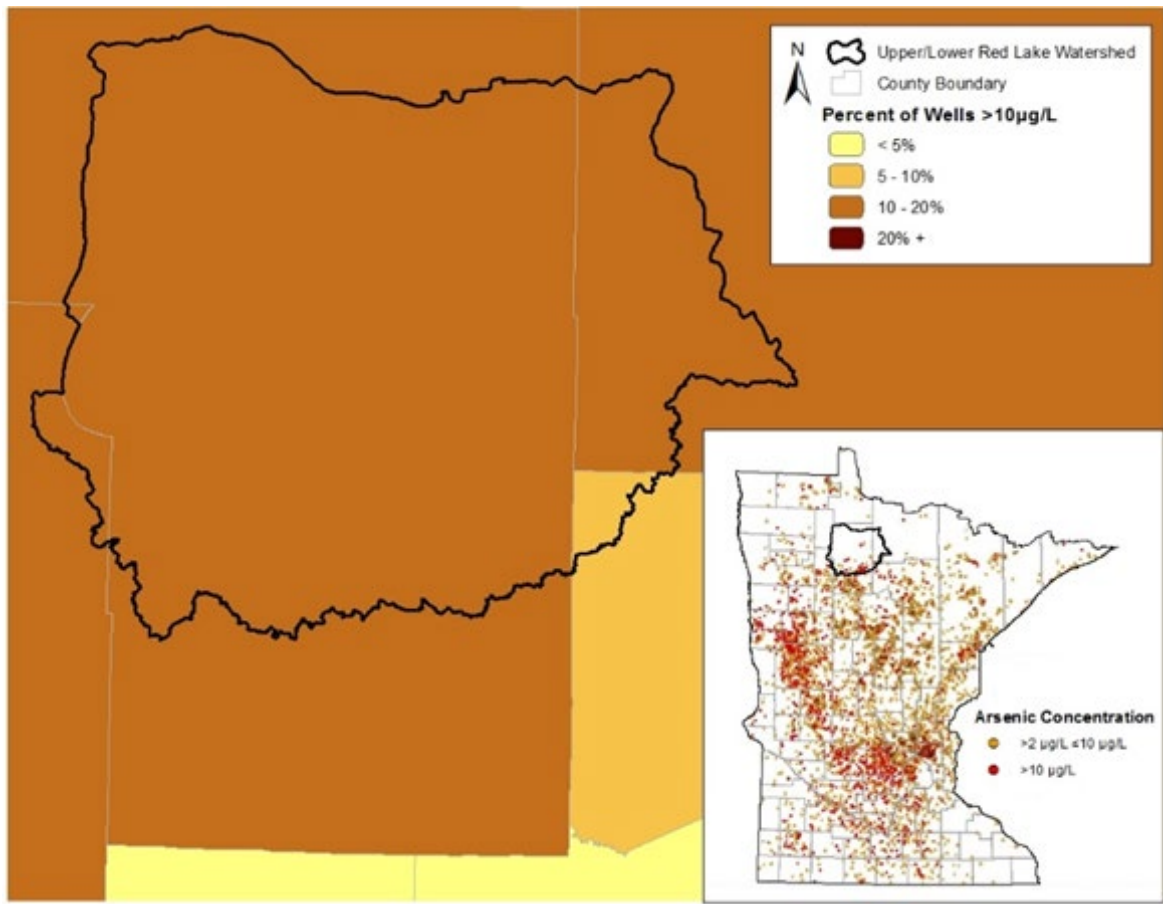 N
Upper/Lower Red Lake Watershed
County Boundary
Percent of Wells >10µg/L
< 5%
5 - 10%
10 - 20%
20% +
Arsenic Concentration
>2 µg/L ≤10 µg/L
>10 µg/L